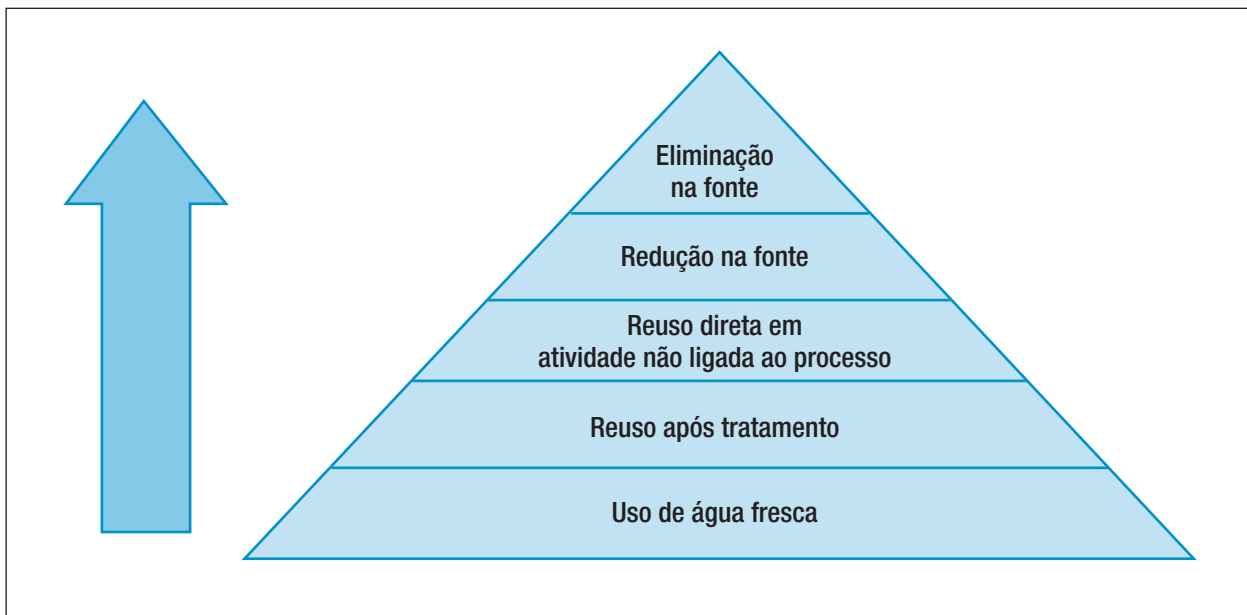 Eliminação
na fonte
Redução na fonte
Reuso direta em
atividade não ligada ao processo
Reuso após tratamento
Uso de água fresca